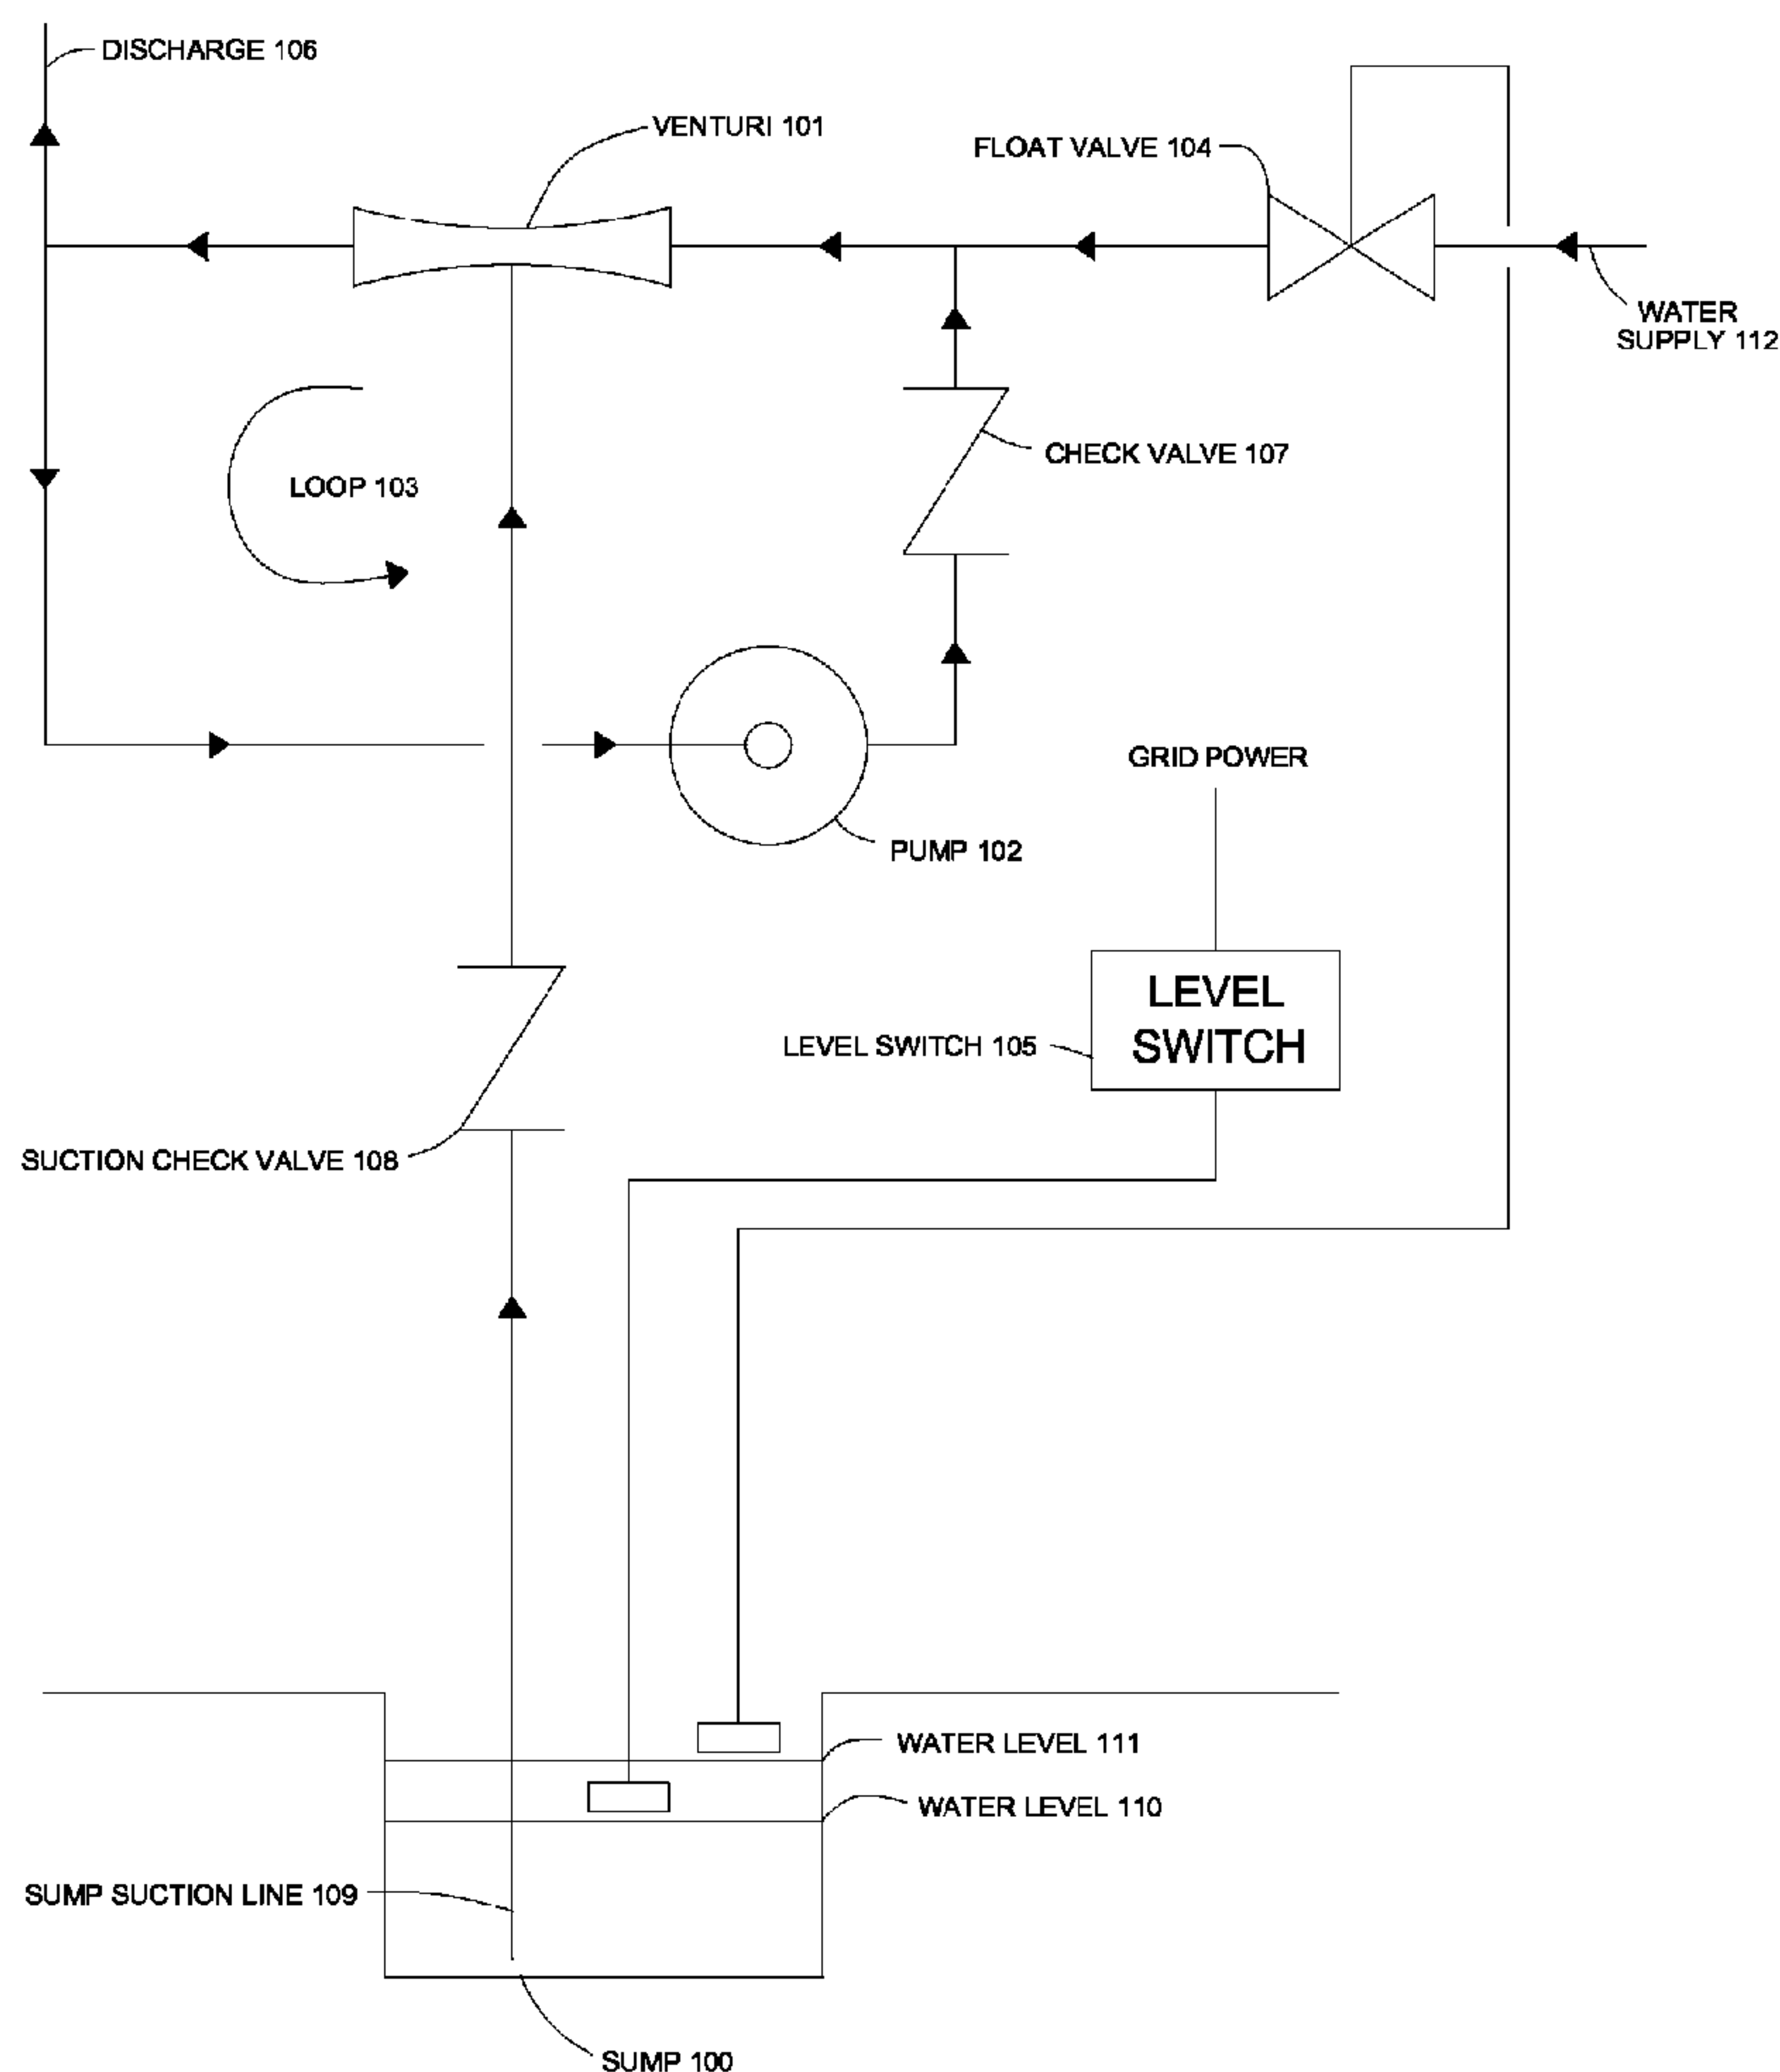 DISCHARGE 106
VENTURI 101
FLOAT VALVE 104
WATER
SUPPLY 112
CHECK VALVE 107
LOOP 103
GRID POWER
PUMP 102
LEVEL
SWITCH
LEVEL SWITCH 105
SUCTION CHECK VALVE 108
WATER LEVEL 111
WATER LEVEL 110
SUMP SUCTION LINE 109
SUMP 100